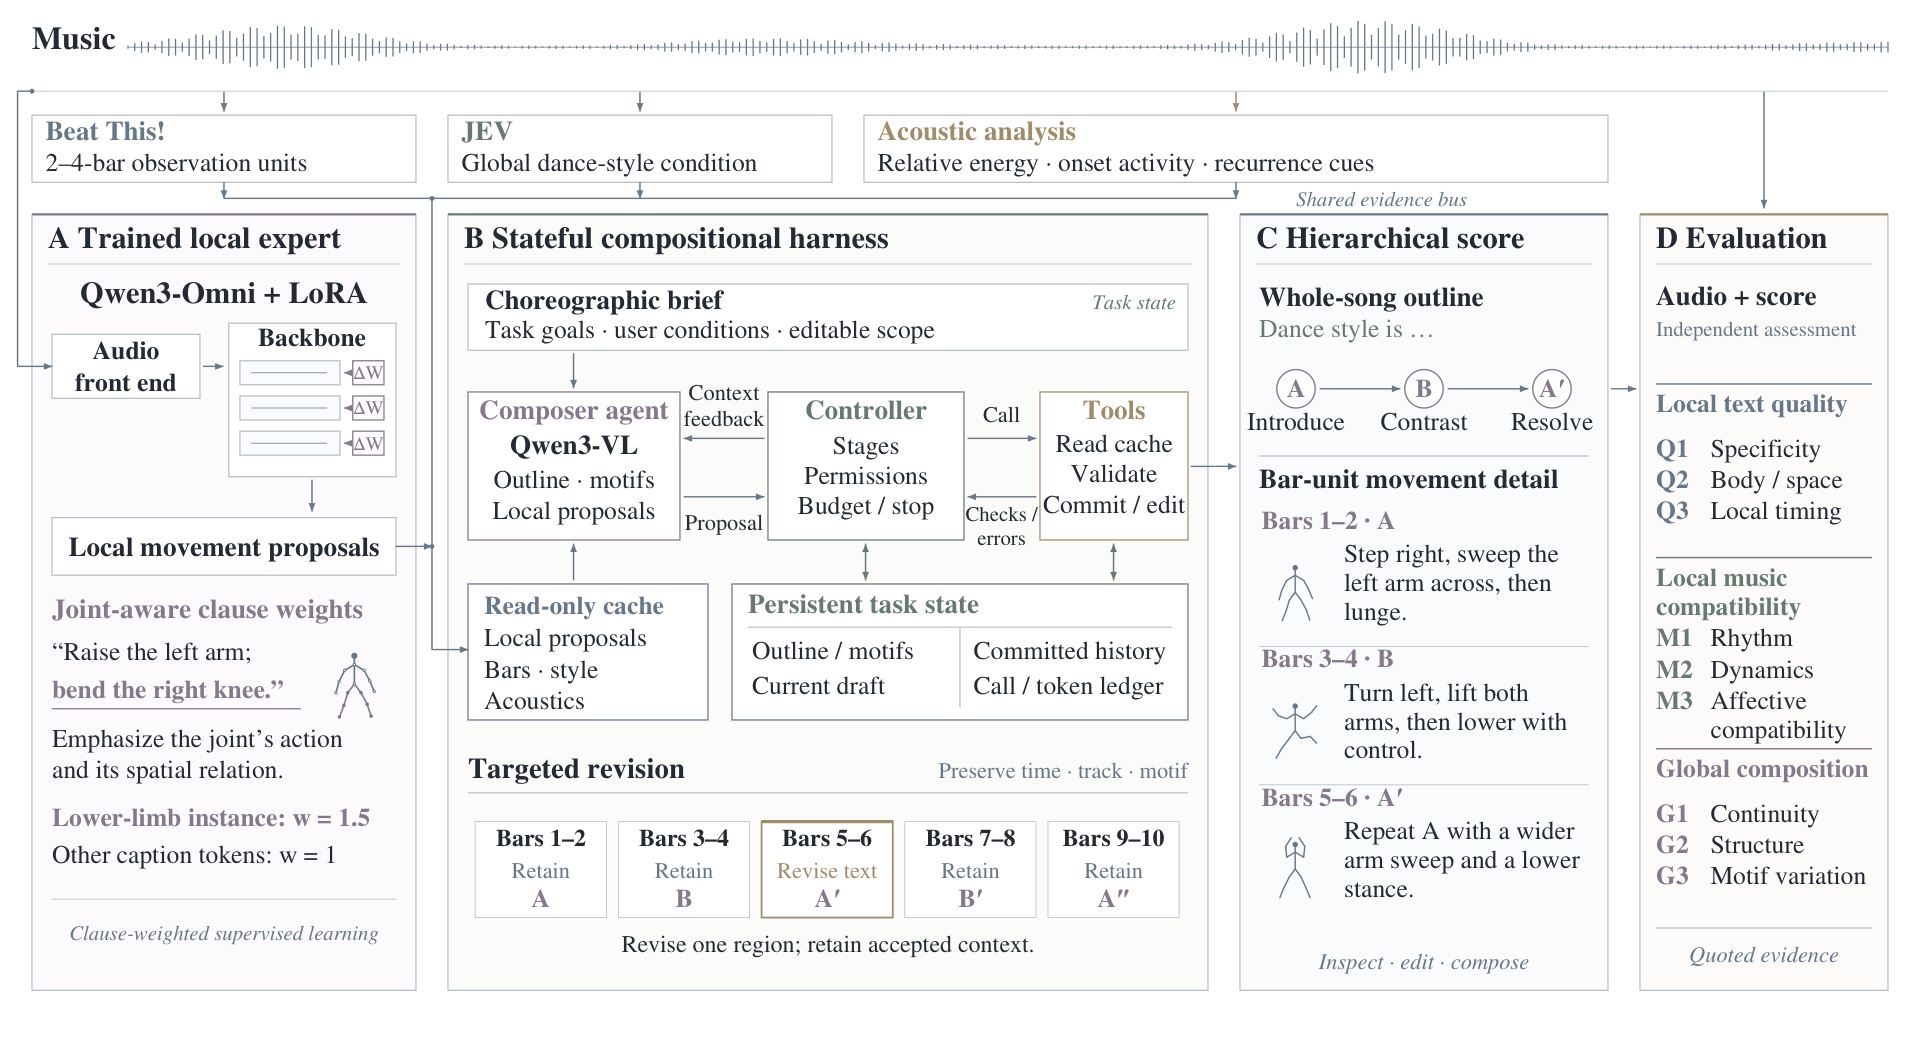 Music
Beat This!
2–4-bar observation units
JEV
Global dance-style condition
Acoustic analysis
Relative energy · onset activity · recurrence cues
Shared evidence bus
A Trained local expert
Qwen3-Omni + LoRA
Audio
front end
Backbone
ΔW
ΔW
ΔW
Local movement proposals
Joint-aware clause weights
“Raise the left arm;
bend the right knee.”
Emphasize the joint’s action
and its spatial relation.
Lower-limb instance: w = 1.5
Other caption tokens: w = 1
Clause-weighted supervised learning
B Stateful compositional harness
Choreographic brief
Task state
Task goals · user conditions · editable scope
Composer agent
Qwen3-VL
Outline · motifs
Local proposals
Context
feedback
Proposal
Controller
Stages
Permissions
Budget / stop
Call
Checks /
errors
Tools
Read cache
Validate
Commit / edit
Read-only cache
Local proposals
Bars · style
Acoustics
Persistent task state
Outline / motifs
Current draft
Committed history
Call / token ledger
Targeted revision
Preserve time · track · motif
Bars 1–2
Retain
A
Bars 3–4
Retain
B
Bars 5–6
Revise text
A′
Bars 7–8
Retain
B′
Bars 9–10
Retain
A″
Revise one region; retain accepted context.
C Hierarchical score
Whole-song outline
Dance style is …
A
B
A′
Introduce
Contrast
Resolve
Bar-unit movement detail
Bars 1–2 · A
Step right, sweep the
left arm across, then
lunge.
Bars 3–4 · B
Turn left, lift both
arms, then lower with
control.
Bars 5–6 · A′
Repeat A with a wider
arm sweep and a lower
stance.
Inspect · edit · compose
D Evaluation
Audio + score
Independent assessment
Local text quality
Q1 Specificity
Q2 Body / space
Q3 Local timing
Local music
compatibility
M1 Rhythm
M2 Dynamics
M3 Affective
compatibility
Global composition
G1 Continuity
G2 Structure
G3 Motif variation
Quoted evidence